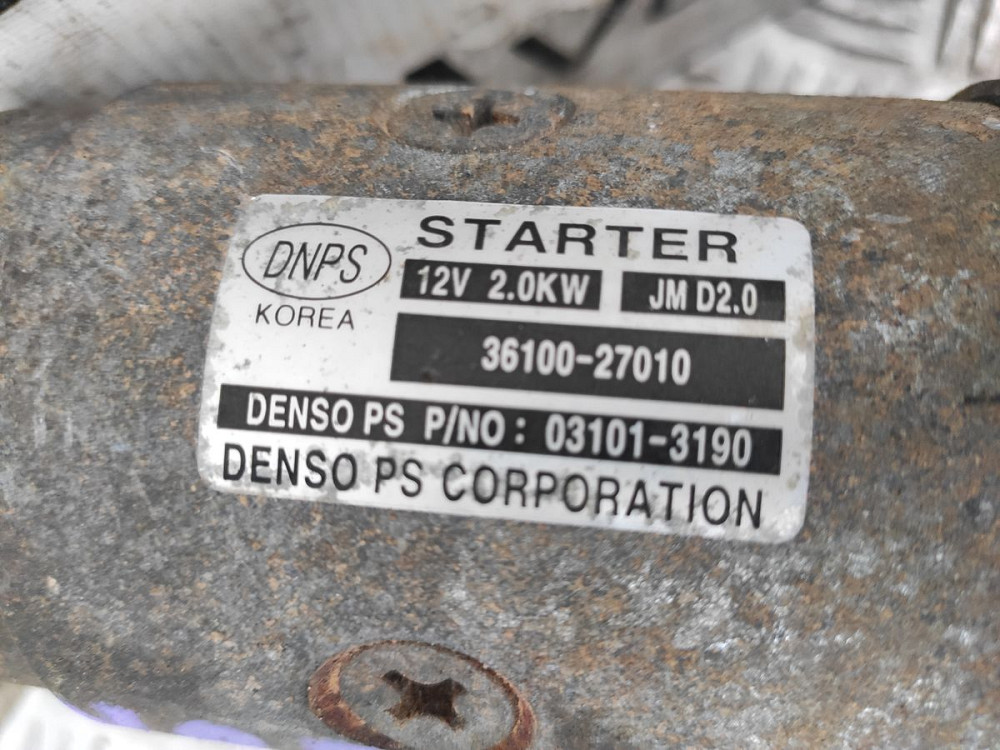 DNPS
KOREA
STARTER
12V 2.0KW JM D2.0
36100-27010
DENSO PS P/NO: 03101-3190
DENSO PS CORPORATION